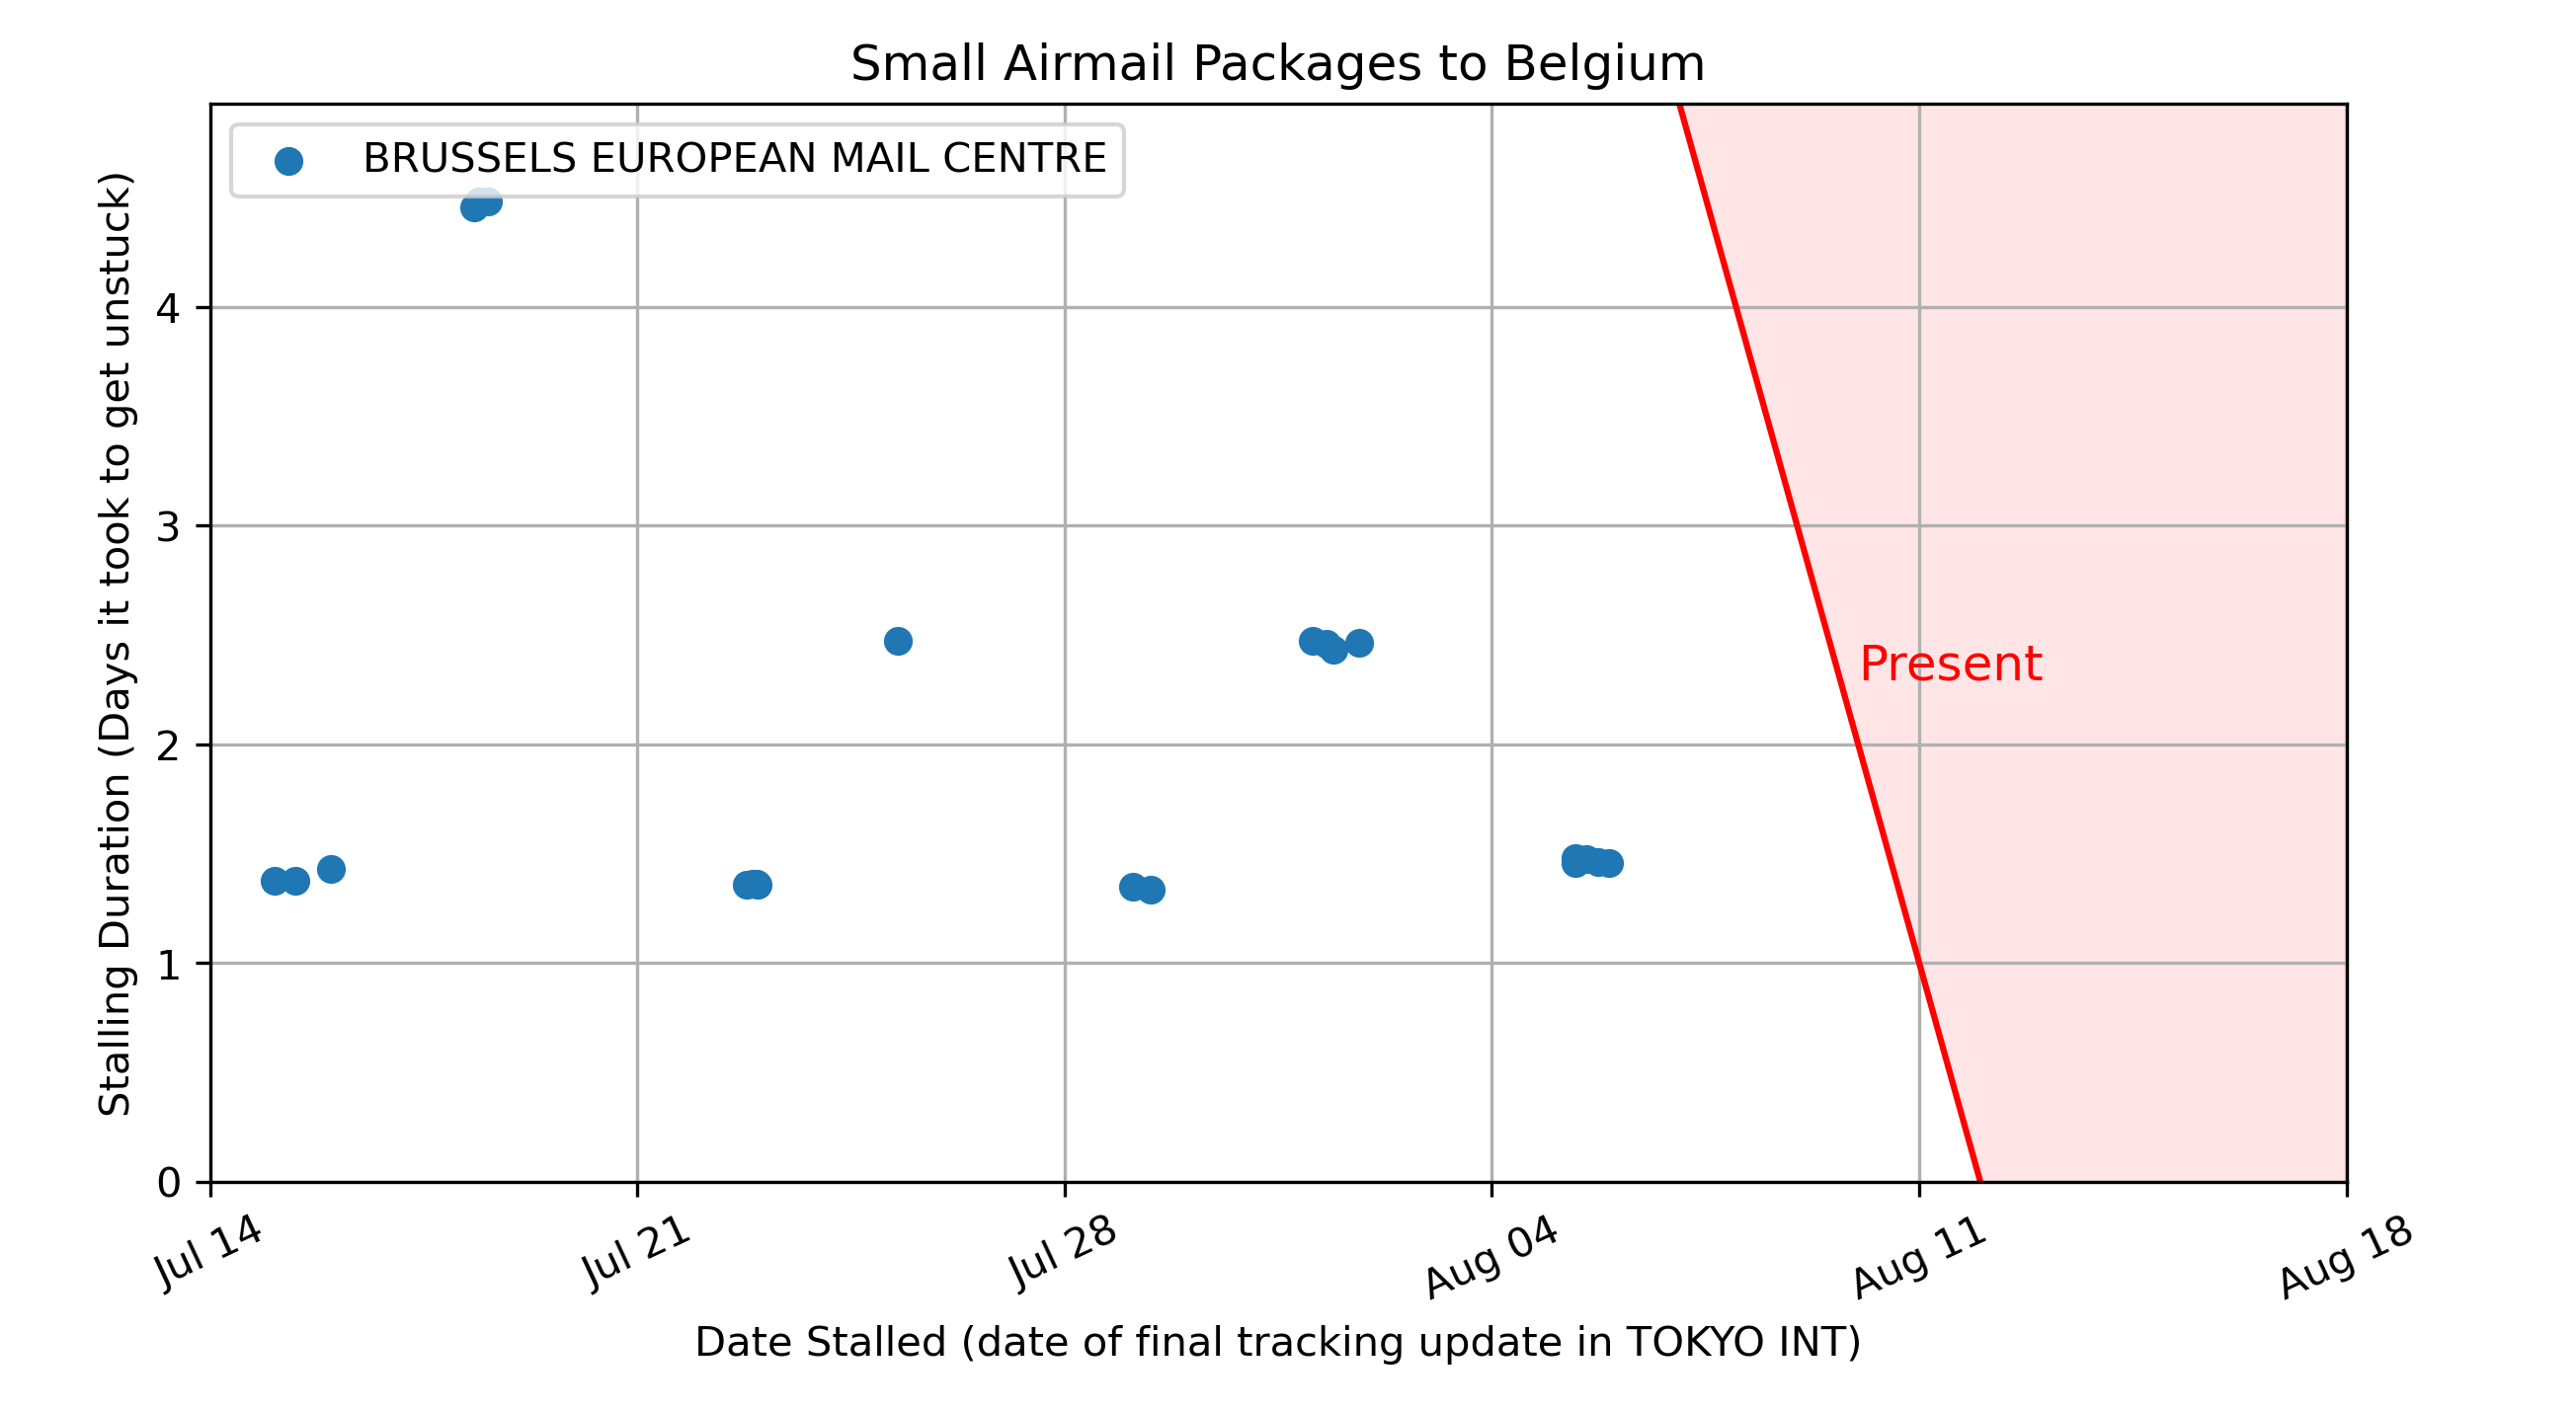 Small Airmail Packages to Belgium
BRUSSELS EUROPEAN MAIL CENTRE
Stalling Duration (Days it took to get unstuck)
4
3
2
1
0
Present
Jul 14
Jul 21
Jul 28
Aug 04
Aug 11
Aug 18
Date Stalled (date of final tracking update in TOKYO INT)